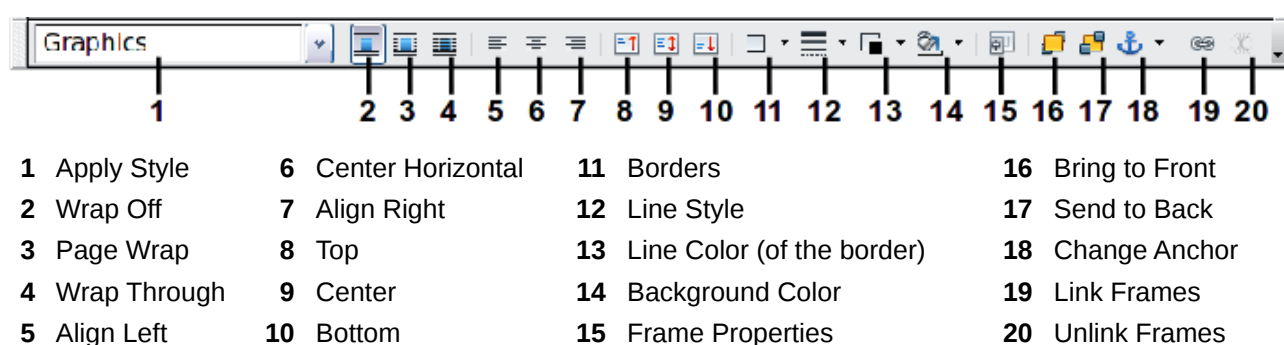 Graphics
1 2 3 4 5 6 7 8 9 10 11 12 13 14 15 16 17 18 19 20
1 Apply Style 6 Center Horizontal 11 Borders 16 Bring to Front
2 Wrap Off 7 Align Right 12 Line Style 17 Send to Back
3 Page Wrap 8 Top 13 Line Color (of the border) 18 Change Anchor
4 Wrap Through 9 Center 14 Background Color 19 Link Frames
5 Align Left 10 Bottom 15 Frame Properties 20 Unlink Frames